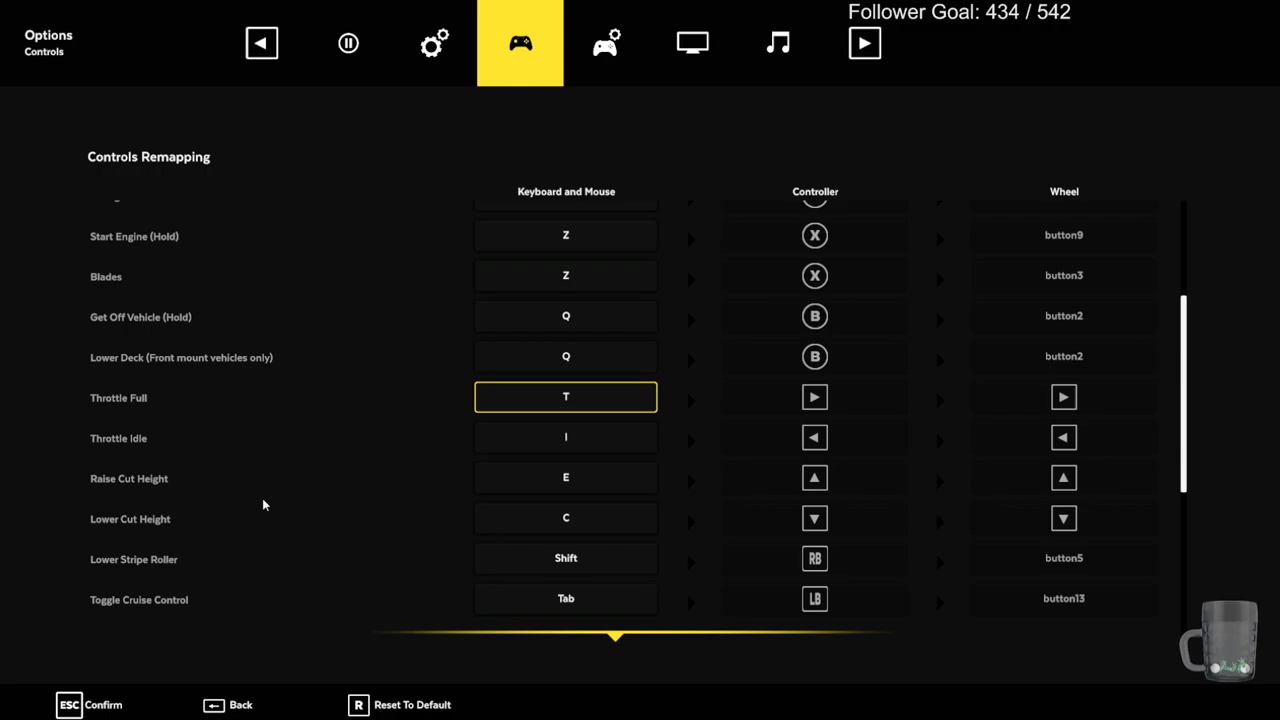 Follower Goal: 434 / 542
Options
Controls
Controls Remapping
Keyboard and Mouse Controller Wheel
Start Engine (Hold) Z X button9
Blades Z X button3
Get Off Vehicle (Hold) Q B button2
Lower Deck (Front mount vehicles only) Q B button2
Throttle Full T
Throttle Idle I
Raise Cut Height E
Lower Cut Height C
Lower Stripe Roller Shift RB button5
Toggle Cruise Control Tab LB button13
ESC Confirm Back R Reset To Default